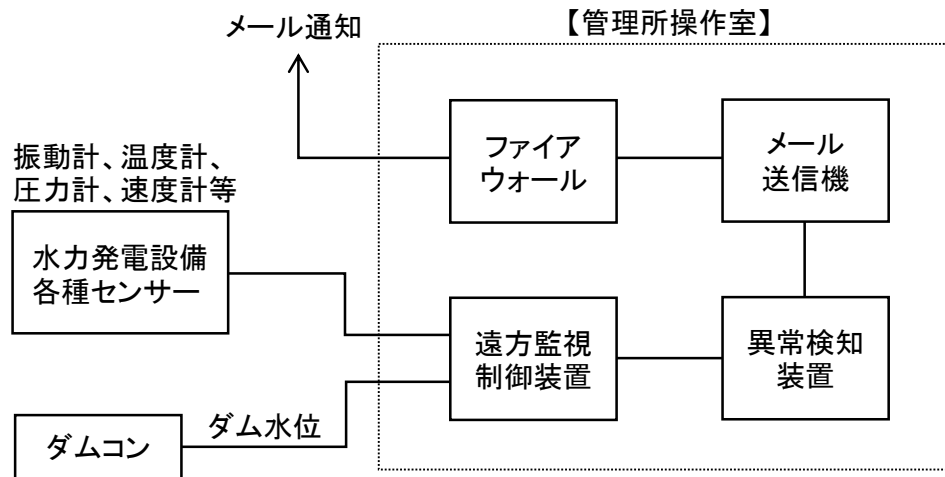 メール通知
【管理所操作室】
ファイア
ウォール
メール
送信機
振動計、温度計、
圧力計、速度計等
水力発電設備
各種センサー
遠方監視
制御装置
異常検知
装置
ダム水位
ダムコン